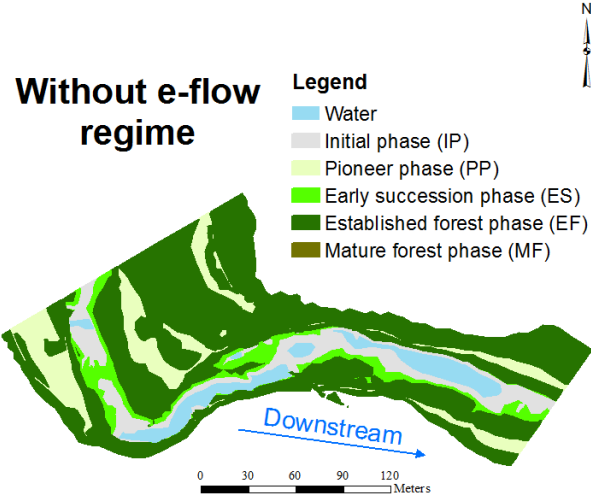 N
Without e-flow
regime
Legend
Water
Initial phase (IP)
Pioneer phase (PP)
Early succession phase (ES)
Established forest phase (EF)
Mature forest phase (MF)
Downstream
0 30 60 90 120
Meters